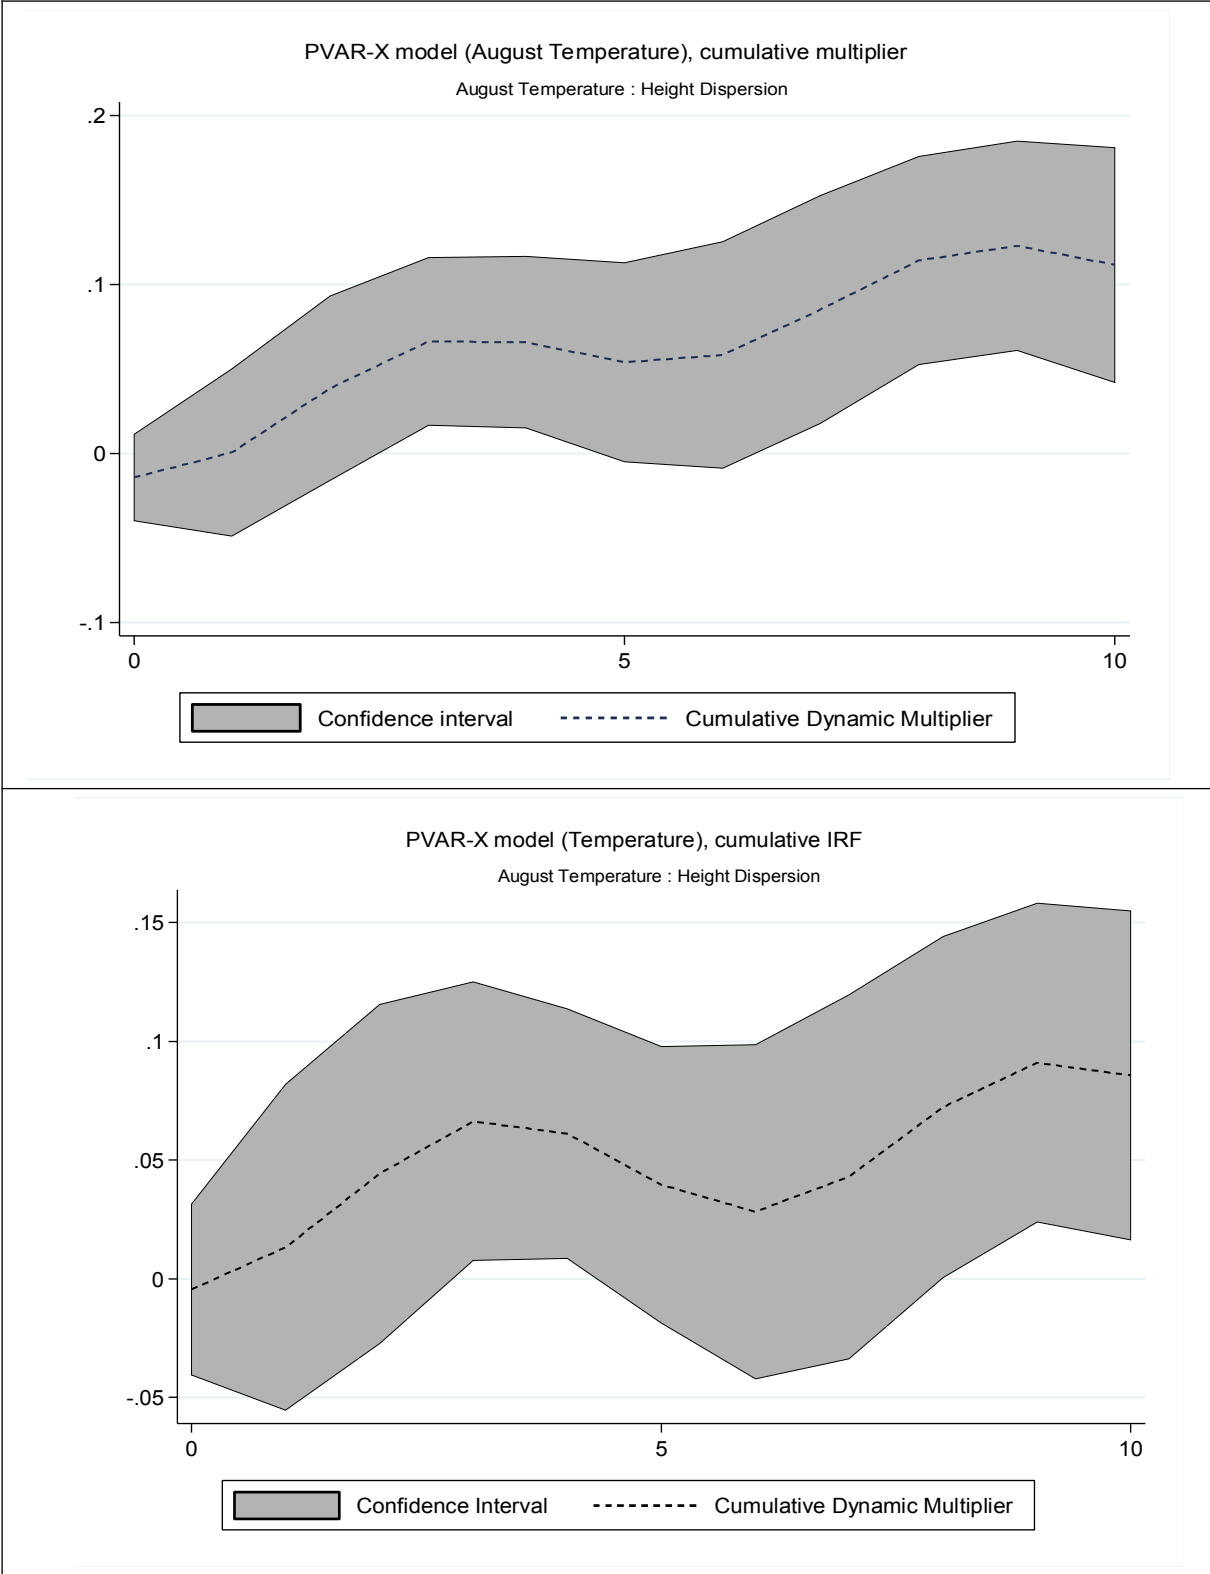 PVAR-X model (August Temperature), cumulative multiplier
August Temperature : Height Dispersion
.2
.1
0
-.1
0 5 10
Confidence interval Cumulative Dynamic Multiplier
PVAR-X model (Temperature), cumulative IRF
August Temperature : Height Dispersion
.15
.1
.05
0
-.05
0 5 10
Confidence Interval Cumulative Dynamic Multiplier